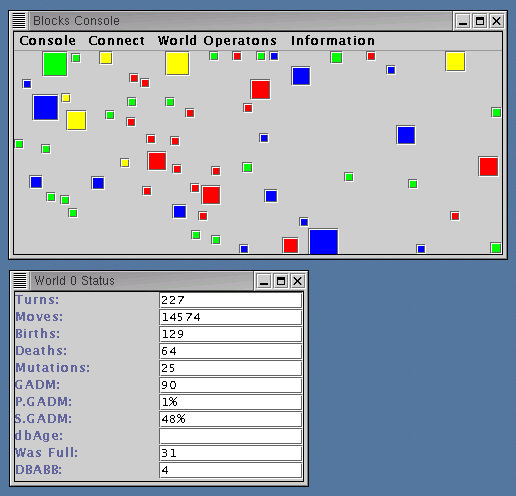 Blocks Console
Console Connect World Operatons Information
World 0 Status
Turns: 227
Moves: 14574
Births: 129
Deaths: 64
Mutations: 25
GADM: 90
P.GADM: 1%
S.GADM: 48%
dbAge:
Was Full: 31
DBABB: 4